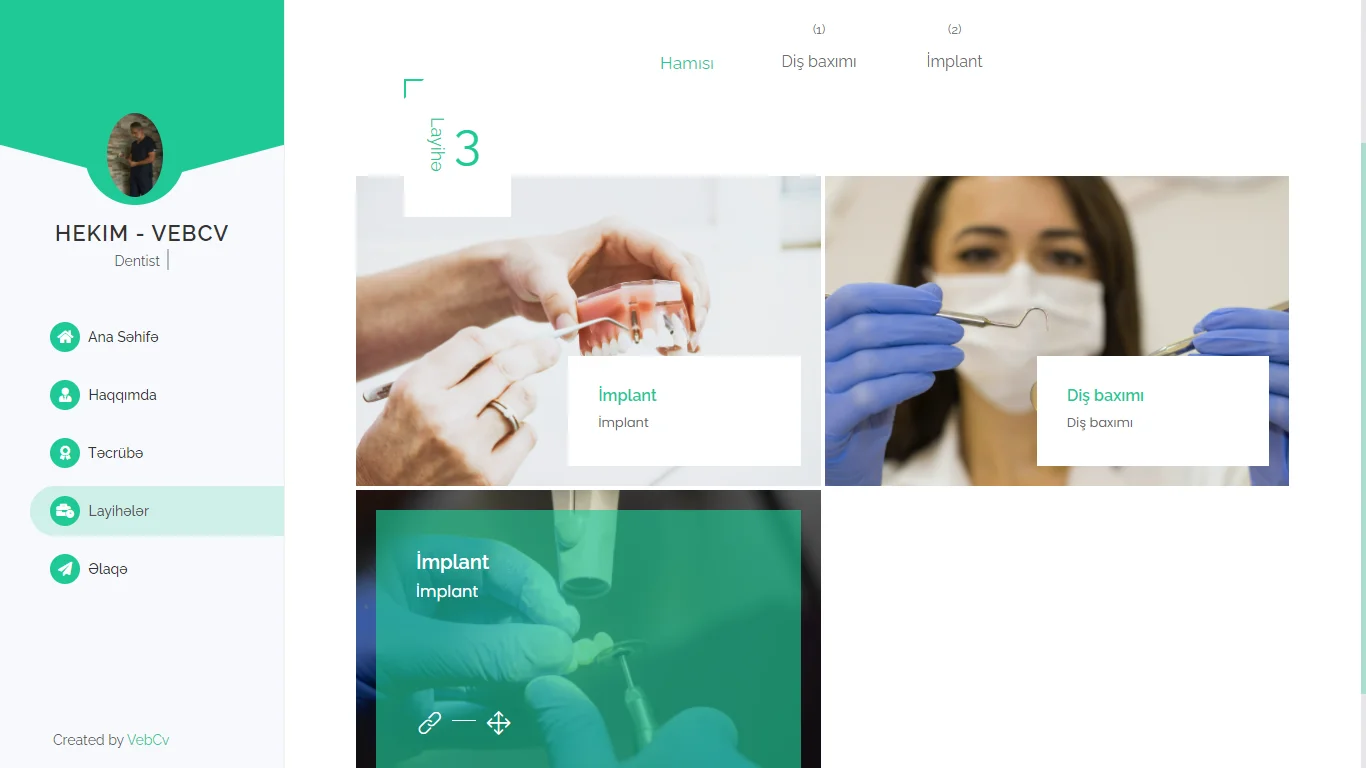 HEKIM - VEBCV
Dentist
Ana Səhifə
Haqqımda
Təcrübə
Layihələr
Əlaqə
Created by VebCv
Hamısı
(1)
Diş baxımı
(2)
İmplant
Layihə
3
İmplant
İmplant
Diş baxımı
Diş baxımı
İmplant
İmplant